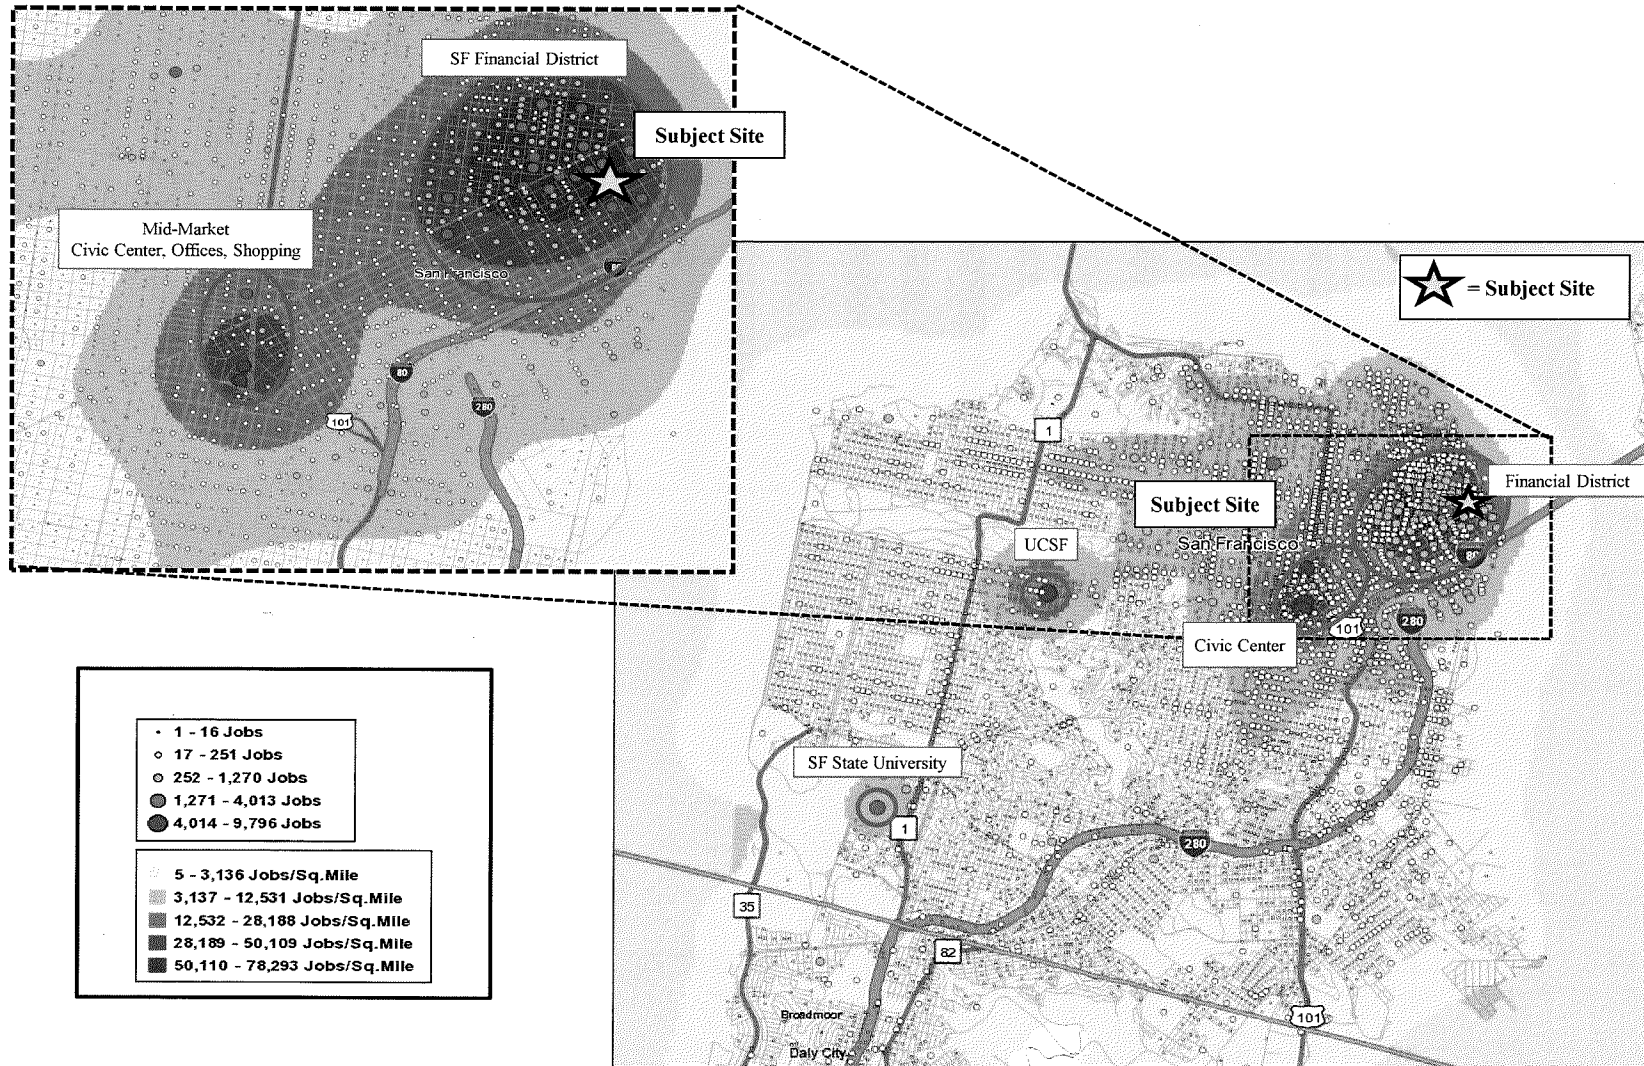 SF Financial District
Subject Site
Mid-Market
Civic Center, Offices, Shopping
San Francisco
80
80
101
280
= Subject Site
1
Financial District
Subject Site
UCSF
San Francisco
80
Civic Center
101
280
SF State University
1
280
35
82
Broadmoor
Daly City
101
1 - 16 Jobs
17 - 251 Jobs
252 - 1,270 Jobs
1,271 - 4,013 Jobs
4,014 - 9,796 Jobs
5 - 3,136 Jobs/Sq.Mile
3,137 - 12,531 Jobs/Sq.Mile
12,532 - 28,188 Jobs/Sq.Mile
28,189 - 50,109 Jobs/Sq.Mile
50,110 - 78,293 Jobs/Sq.Mile